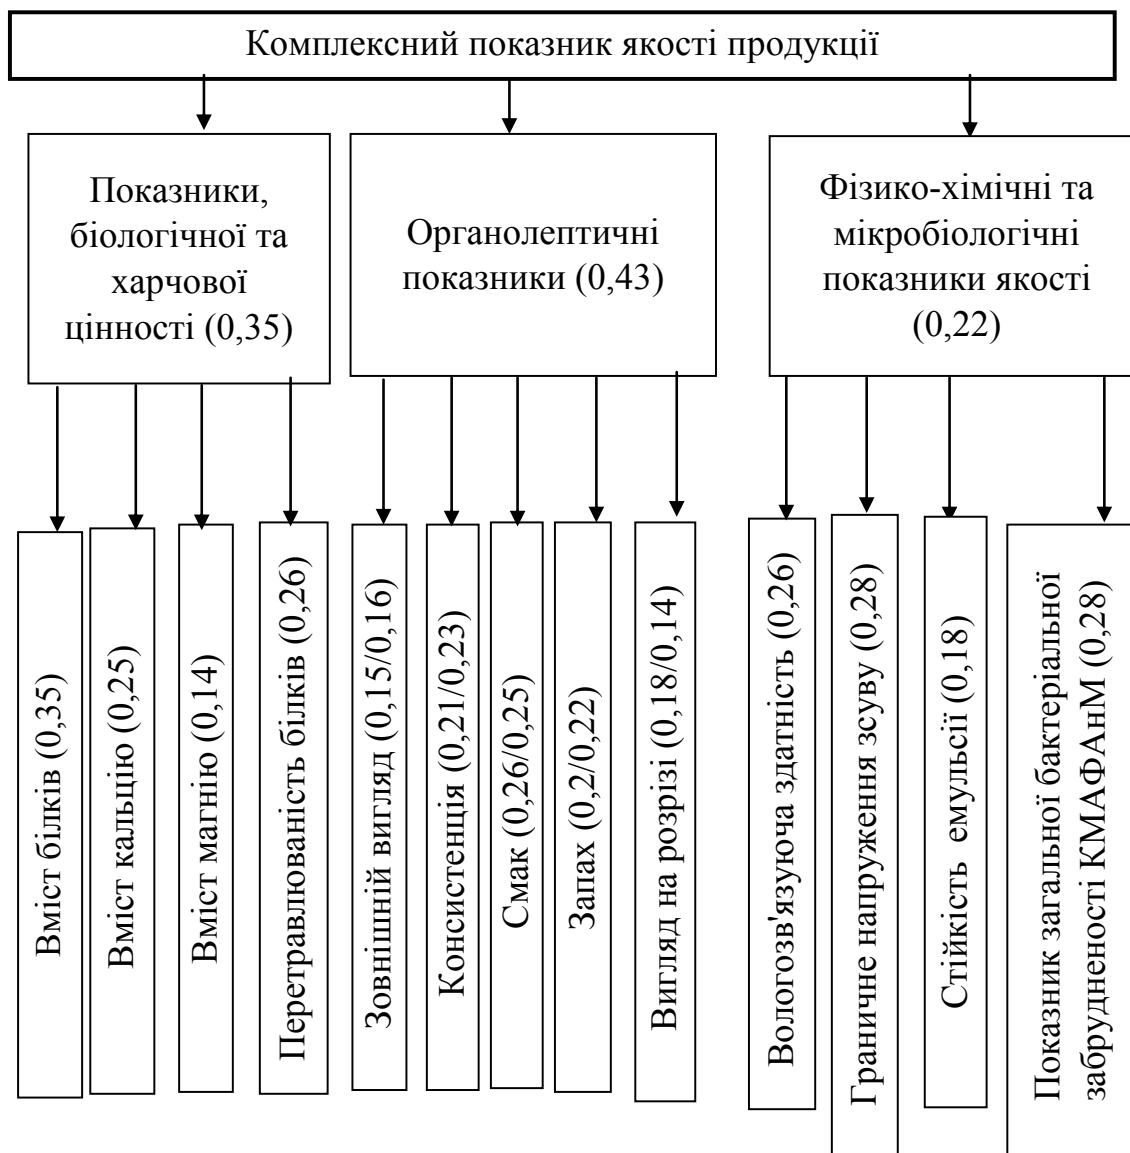 Комплексний показник якості продукції
Показники,
біологічної та
харчової
цінності (0,35)
Органолептичні
показники (0,43)
Фізико-хімічні та
мікробіологічні
показники якості
(0,22)
Вміст білків (0,35)
Вміст кальцію (0,25)
Вміст магнію (0,14)
Перетравлюваність білків (0,26)
Зовнішній вигляд (0,15/0,16)
Консистенція (0,21/0,23)
Смак (0,26/0,25)
Запах (0,2/0,22)
Вигляд на розрізі (0,18/0,14)
Вологозв'язуюча здатність (0,26)
Граничне напруження зсуву (0,28)
Стійкість емульсії (0,18)
Показник загальної бактеріальної
забрудненості КМАФАнМ (0,28)